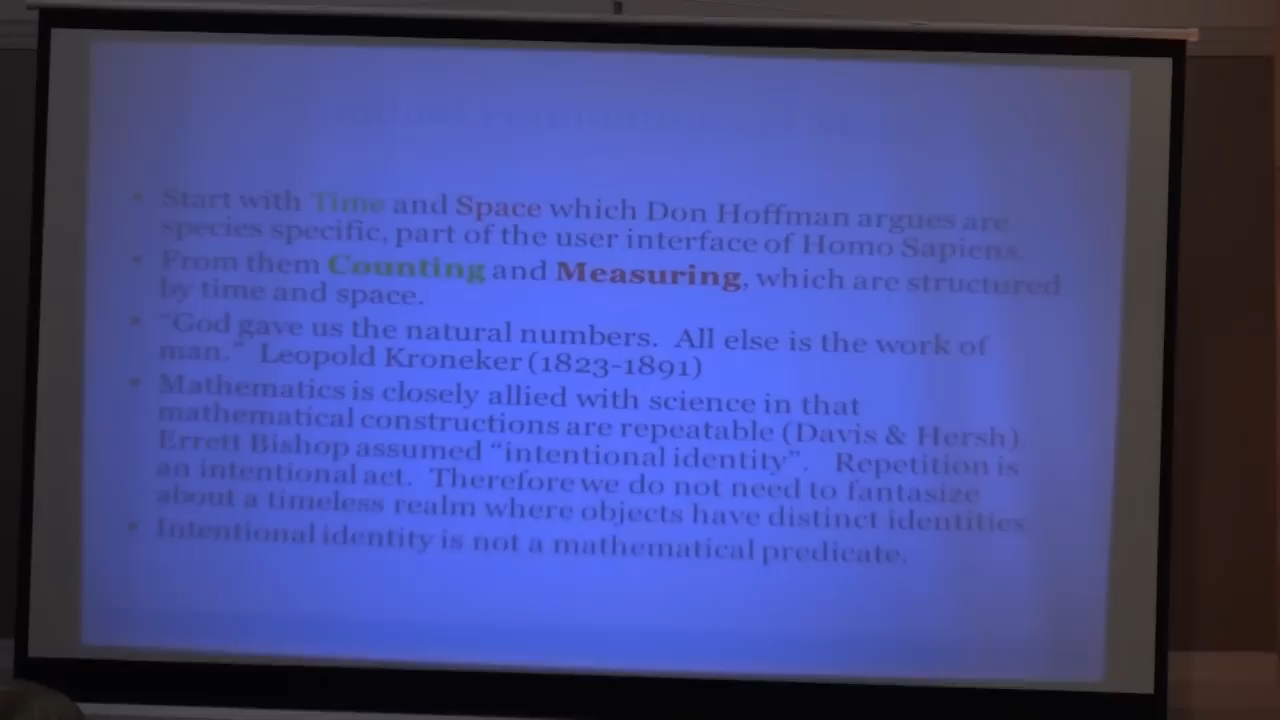 • Start with Time and Space which Don Hoffman argues are
species specific, part of the user interface of Homo Sapiens.
• From them Counting and Measuring, which are structured
by time and space.
• “God gave us the natural numbers. All else is the work of
man.” Leopold Kroneker (1823-1891)
• Mathematics is closely allied with science in that
mathematical constructions are repeatable (Davis & Hersh).
Errett Bishop assumed “intentional identity”. Repetition is
an intentional act. Therefore we do not need to fantasize
about a timeless realm where objects have distinct identities
• Intentional identity is not a mathematical predicate.